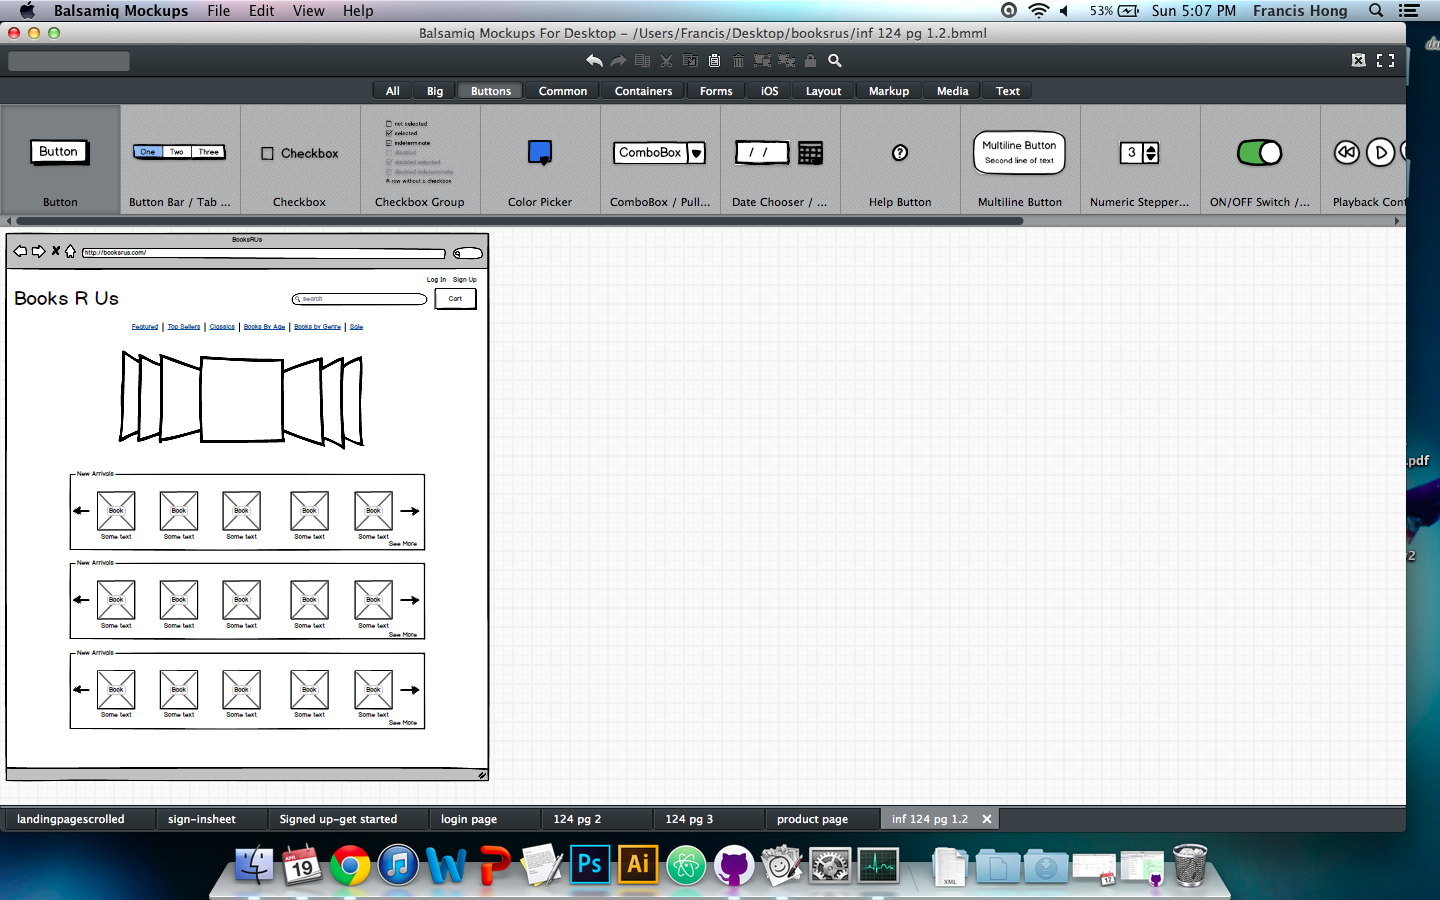 Balsamiq Mockups File Edit View Help 53% Sun 5:07 PM Francis Hong
Balsamiq Mockups For Desktop - /Users/Francis/Desktop/booksrus/inf 124 pg 1.2.bmml
All Big Buttons Common Containers Forms iOS Layout Markup Media Text
Button
One Two Three
Checkbox
not selected
selected
indeterminate
disabled
disabled selected
disabled indeterminate
A row without a checkbox
ComboBox
/ /
?
Multiline Button
Second line of text
3
Button Button Bar / Tab ... Checkbox Checkbox Group Color Picker ComboBox / Pull... Date Chooser / ... Help Button Multiline Button Numeric Stepper... ON/OFF Switch /... Playback Cont
BooksRUs
http://booksrus.com/
Log In Sign Up
Books R Us
search
Cart
Featured | Top Sellers | Classics | Books By Age | Books by Genre | Sale
New Arrivals
Book Book Book Book Book
Some text Some text Some text Some text Some text
See More
New Arrivals
Book Book Book Book Book
Some text Some text Some text Some text Some text
See More
New Arrivals
Book Book Book Book Book
Some text Some text Some text Some text Some text
See More
.pdf
2
landingpagescrolled sign-insheet Signed up-get started login page 124 pg 2 124 pg 3 product page inf 124 pg 1.2
APR
19
Ps
Ai
XML
17